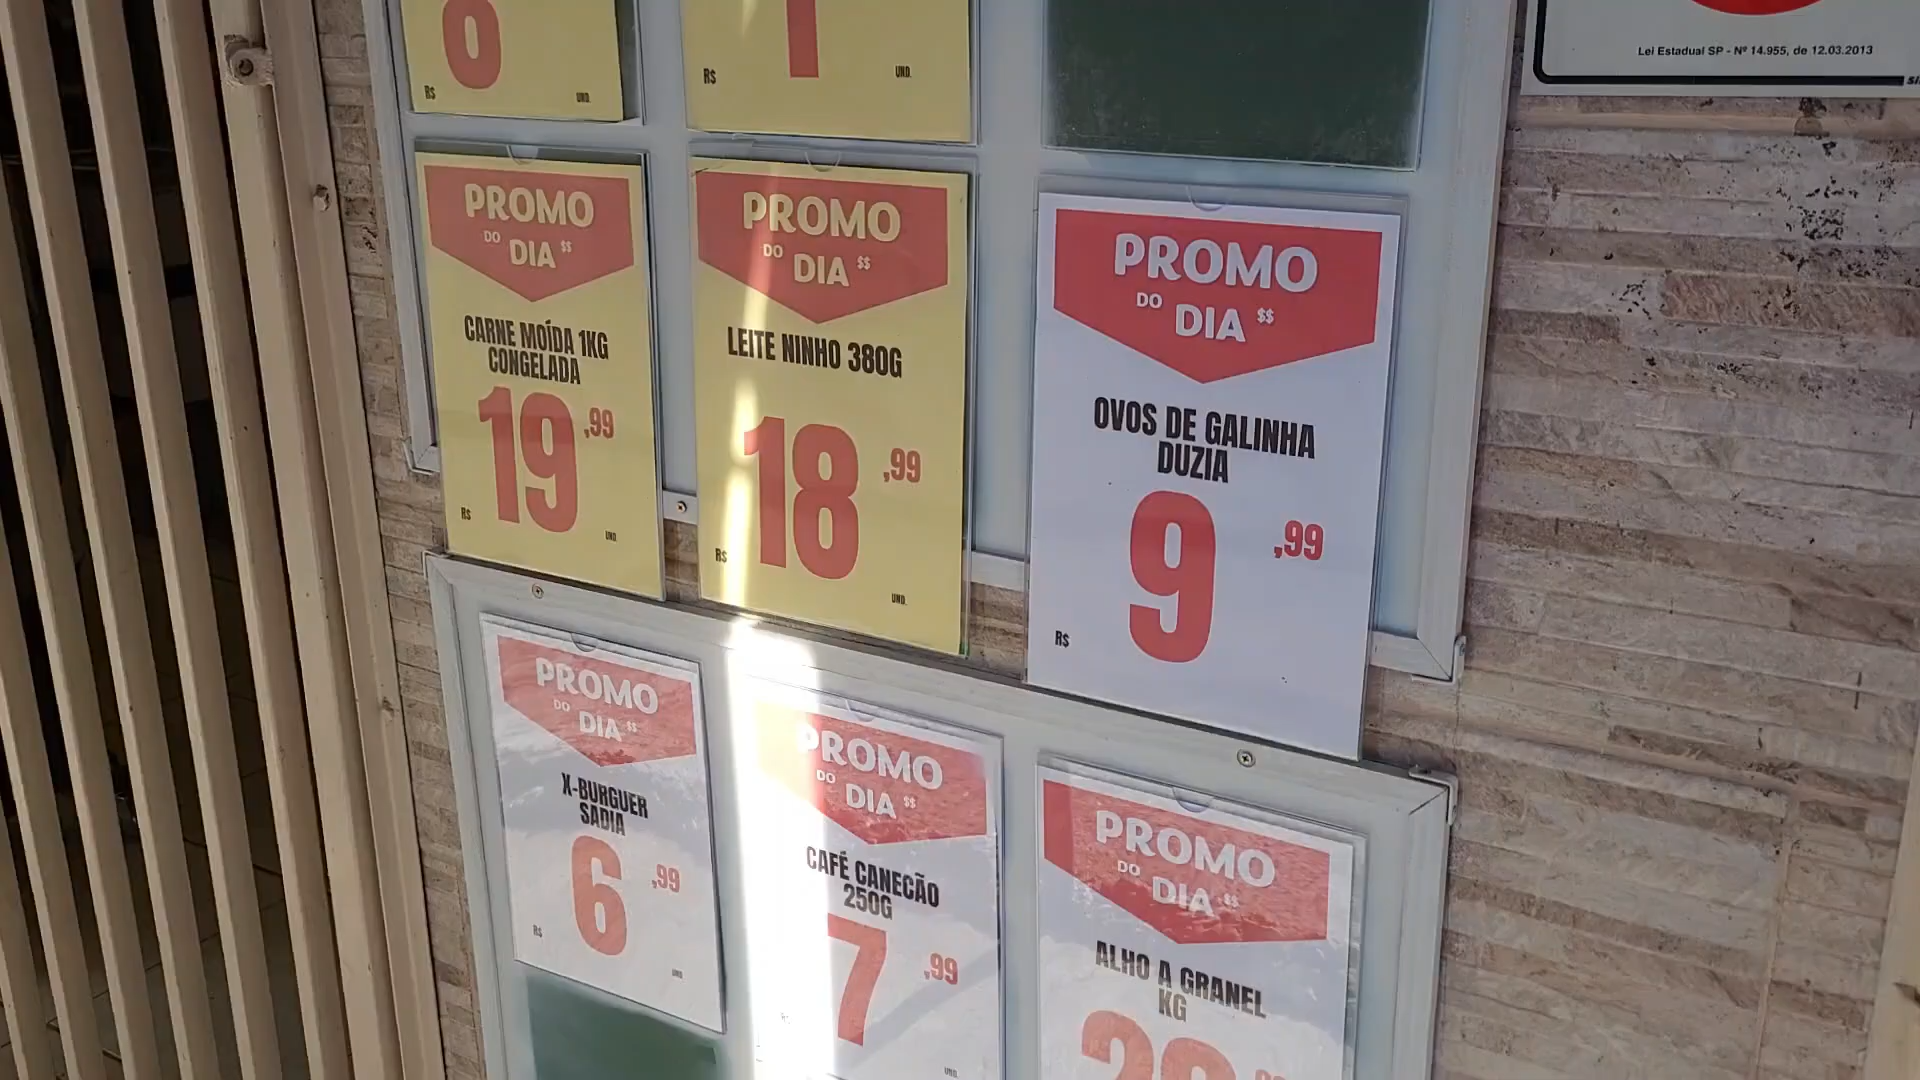 8
R$
UND.
1
R$
UND.
Lei Estadual SP - Nº 14.955, de 12.03.2013
PROMO
DO DIA $$
CARNE MOÍDA 1KG
CONGELADA
19,99
R$
UND.
PROMO
DO DIA $$
LEITE NINHO 380G
18,99
R$
UND.
PROMO
DO DIA $$
OVOS DE GALINHA
DUZIA
9,99
R$
PROMO
DO DIA $$
X-BURGUER
SADIA
6,99
R$
UND
PROMO
DO DIA $$
CAFÉ CANECÃO
250G
7,99
R$
UND.
PROMO
DO DIA $$
ALHO A GRANEL
KG